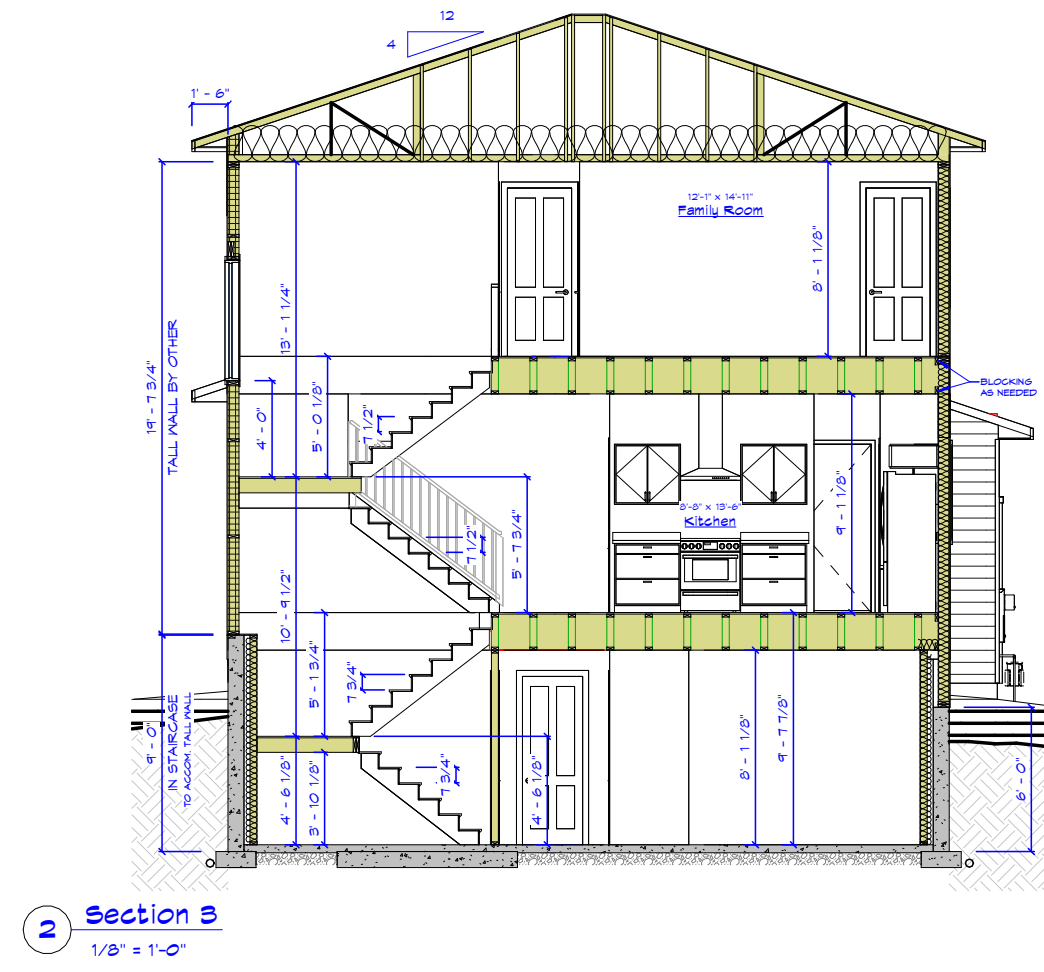 12
4
1' - 6"
12'-1" x 14'-11"
Family Room
8' - 1 1/8"
13' - 1 1/4"
19' - 7 3/4"
TALL WALL BY OTHER
BLOCKING
AS NEEDED
4' - 0"
5' - 0 1/8"
7 1/2"
8'-8" x 13'-6"
Kitchen
9' - 1 1/8"
5' - 7 3/4"
7 1/2"
10' - 9 1/2"
5' - 1 3/4"
7 3/4"
9' - 0"
IN STAIRCASE
TO ACCOM. TALL WALL
4' - 6 1/8"
3' - 10 1/8"
7 3/4"
4' - 6 1/8"
8' - 1 1/8"
9' - 7 7/8"
6' - 0"
2
Section 3
1/8" = 1'-0"